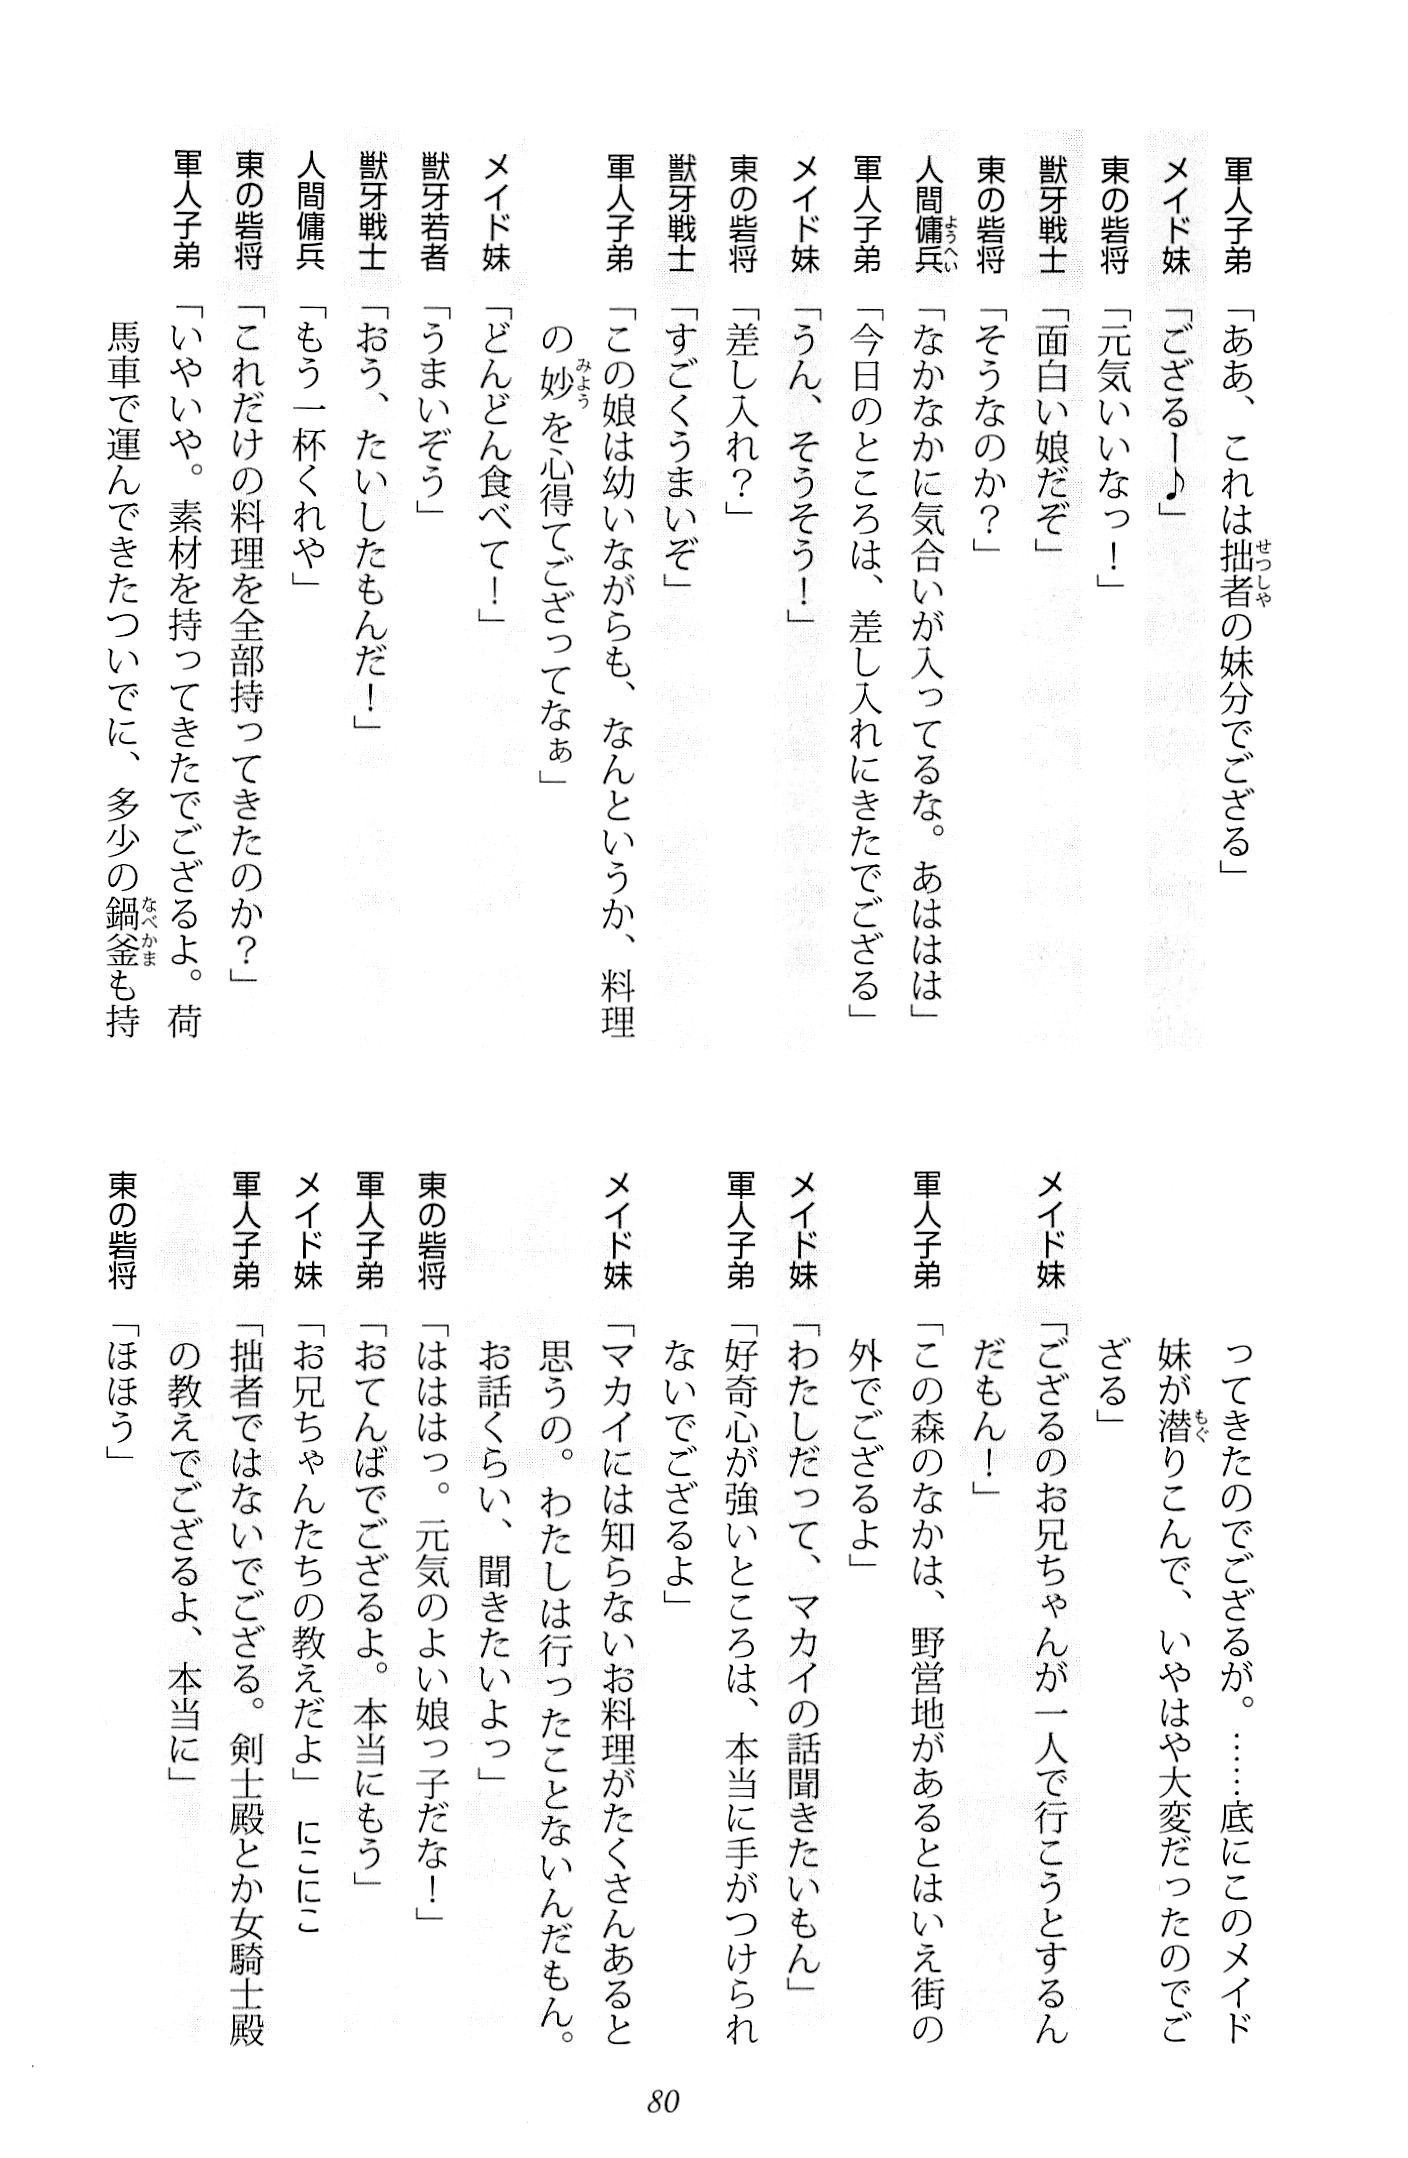 軍人子弟「ああ、これは拙者の妹分でござる」
メイド妹「ござるー♪」
東の砦将「元気いいなっ！」
獣牙戦士「面白い娘だぞ」
東の砦将「そうなのか？」
人間傭兵「なかなかに気合いが入ってるな。あははは」
軍人子弟「今日のところは、差し入れにきたでござる」
メイド妹「うん、そうそう！」
東の砦将「差し入れ？」
獣牙戦士「すごくうまいぞ」
軍人子弟「この娘は幼いながらも、なんというか、料理
の妙を心得てござってなぁ」
メイド妹「どんどん食べて！」
獣牙若者「うまいぞう」
獣牙戦士「おう、たいしたもんだ！」
人間傭兵「もう一杯くれや」
東の砦将「これだけの料理を全部持ってきたのか？」
軍人子弟「いやいや。素材を持ってきたでござるよ。荷
馬車で運んできたついでに、多少の鍋釜も持
ってきたのでござるが。……底にこのメイド
妹が潜りこんで、いやはや大変だったのでご
ざる」
メイド妹「ござるのお兄ちゃんが一人で行こうとするん
だもん！」
軍人子弟「この森のなかは、野営地があるとはいえ街の
外でござるよ」
メイド妹「わたしだって、マカイの話聞きたいもん」
軍人子弟「好奇心が強いところは、本当に手がつけられ
ないでござるよ」
メイド妹「マカイには知らないお料理がたくさんあると
思うの。わたしは行ったことないんだもん。
お話くらい、聞きたいよっ」
東の砦将「はははっ。元気のよい娘っ子だな！」
軍人子弟「おてんばでござるよ。本当にもう」
メイド妹「お兄ちゃんたちの教えだよ」 にこにこ
軍人子弟「拙者ではないでござる。剣士殿とか女騎士殿
の教えでござるよ、本当に」
東の砦将「ほほう」
80